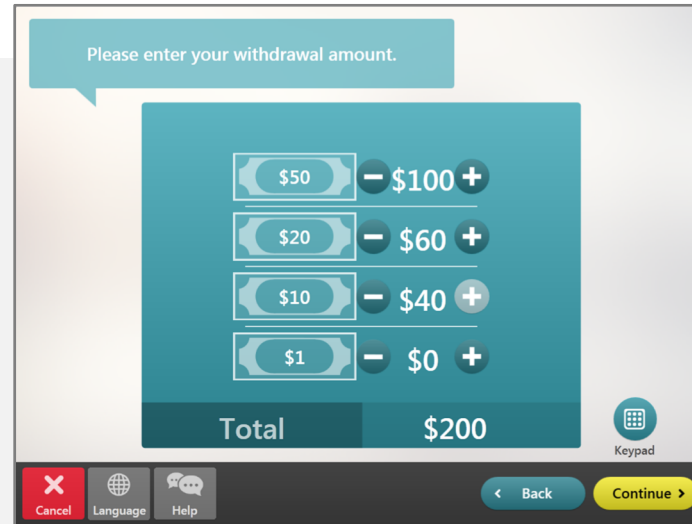 Please enter your withdrawal amount.
$50 $100
$20 $60
$10 $40
$1 $0
Total $200
Keypad
Cancel Language Help Back Continue